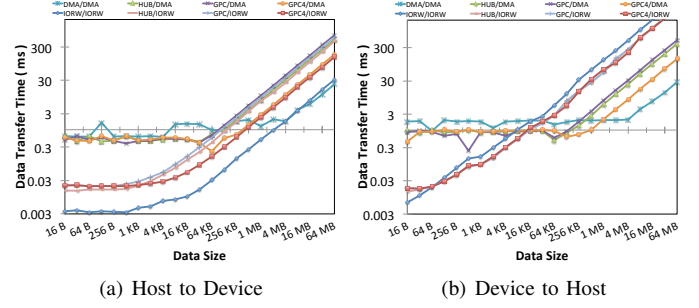 DMA/DMA HUB/DMA GPC/DMA GPC4/DMA
IORW/IORW HUB/IORW GPC/IORW GPC4/IORW
Data Transfer Time ( ms )
300
30
3
0.3
0.03
0.003
16 B 64 B 256 B 1 KB 4 KB 16 KB 64 KB 256 KB 1 MB 4 MB 16 MB 64 MB
Data Size
(a) Host to Device
DMA/DMA HUB/DMA GPC/DMA GPC4/DMA
IORW/IORW HUB/IORW GPC/IORW GPC4/IORW
Data Transfer Time ( ms )
300
30
3
0.3
0.03
0.003
16 B 64 B 256 B 1 KB 4 KB 16 KB 64 KB 256 KB 1 MB 4 MB 16 MB 64 MB
Data Size
(b) Device to Host